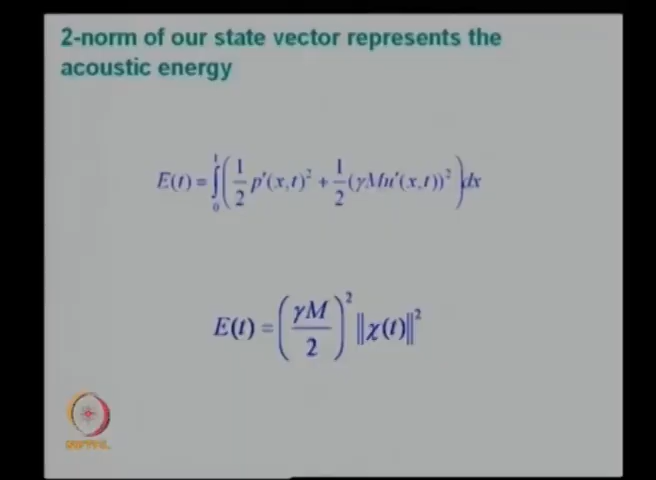 2-norm of our state vector represents the
acoustic energy
E(t) = ∫₀¹ ( 1/2 p′(x,t)² + 1/2 (γMu′(x,t))² ) dx
E(t) = ( γM/2 )² ‖χ(t)‖²